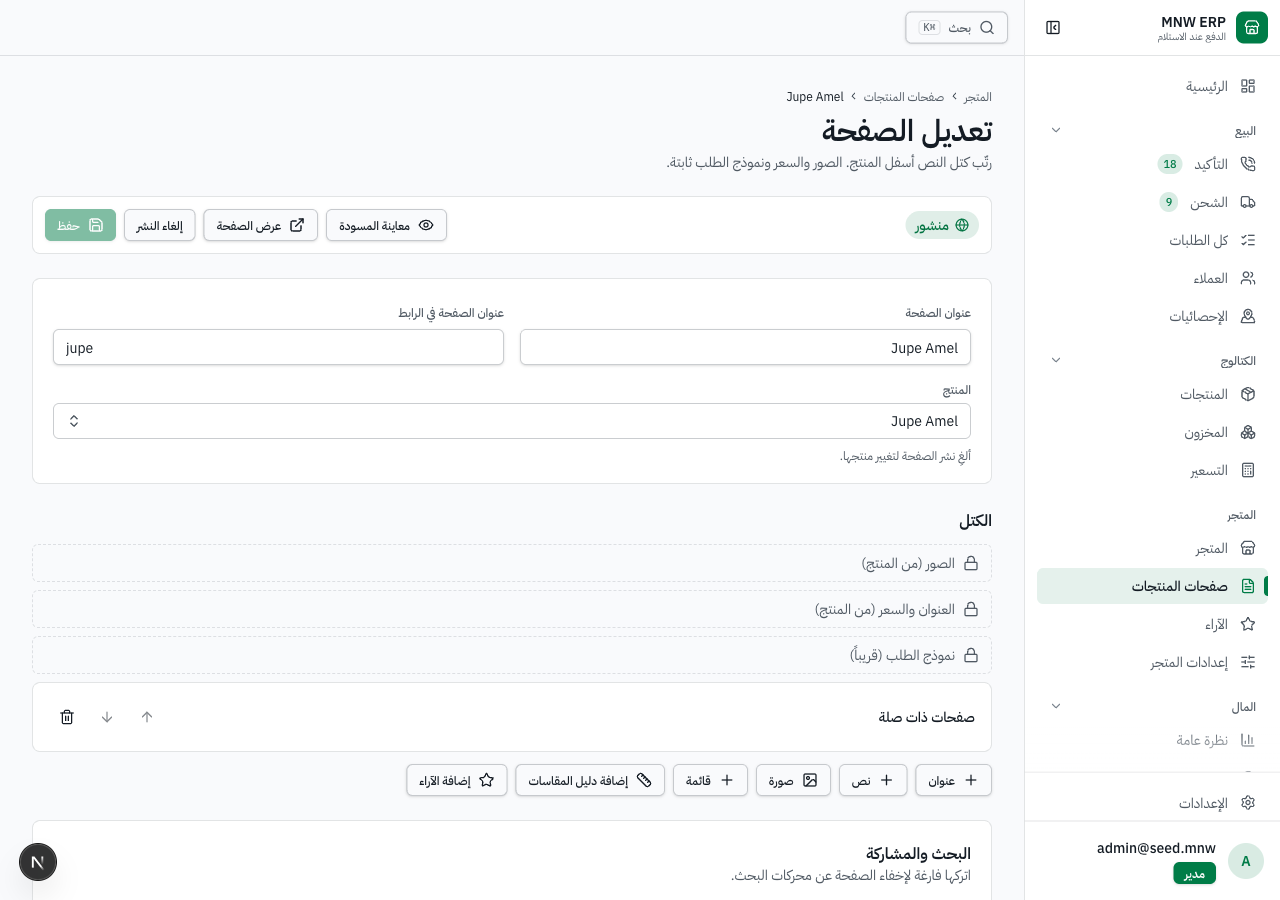 MNW ERP
الدفع عند الاستلام
بحث
K⌘
الرئيسية
البيع
التأكيد 18
الشحن 9
كل الطلبات
العملاء
الإحصائيات
الكتالوج
المنتجات
المخزون
التسعير
المتجر
المتجر
صفحات المنتجات
الآراء
إعدادات المتجر
المال
نظرة عامة
الإعدادات
A
admin@seed.mnw
مدير
المتجر › صفحات المنتجات › Jupe Amel
تعديل الصفحة
رتّب كتل النص أسفل المنتج. الصور والسعر ونموذج الطلب ثابتة.
منشور
معاينة المسودة
عرض الصفحة
إلغاء النشر
حفظ
عنوان الصفحة
Jupe Amel
عنوان الصفحة في الرابط
jupe
المنتج
Jupe Amel
ألغِ نشر الصفحة لتغيير منتجها.
الكتل
الصور (من المنتج)
العنوان والسعر (من المنتج)
نموذج الطلب (قريباً)
صفحات ذات صلة
عنوان
نص
صورة
قائمة
إضافة دليل المقاسات
إضافة الآراء
البحث والمشاركة
اتركها فارغة لإخفاء الصفحة عن محركات البحث.
N